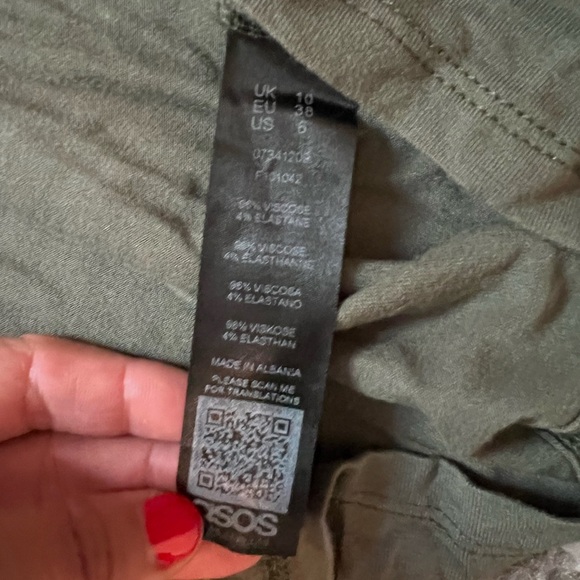 UK 10
EU 38
US 6
F101042
96% VISCOSE
4% ELASTANE
96% VISCOSE
4% ELASTHANNE
96% VISCOSA
4% ELASTANO
96% VISKOSE
4% ELASTHAN
MADE IN ALBANIA
PLEASE SCAN ME
FOR TRANSLATIONS
asos